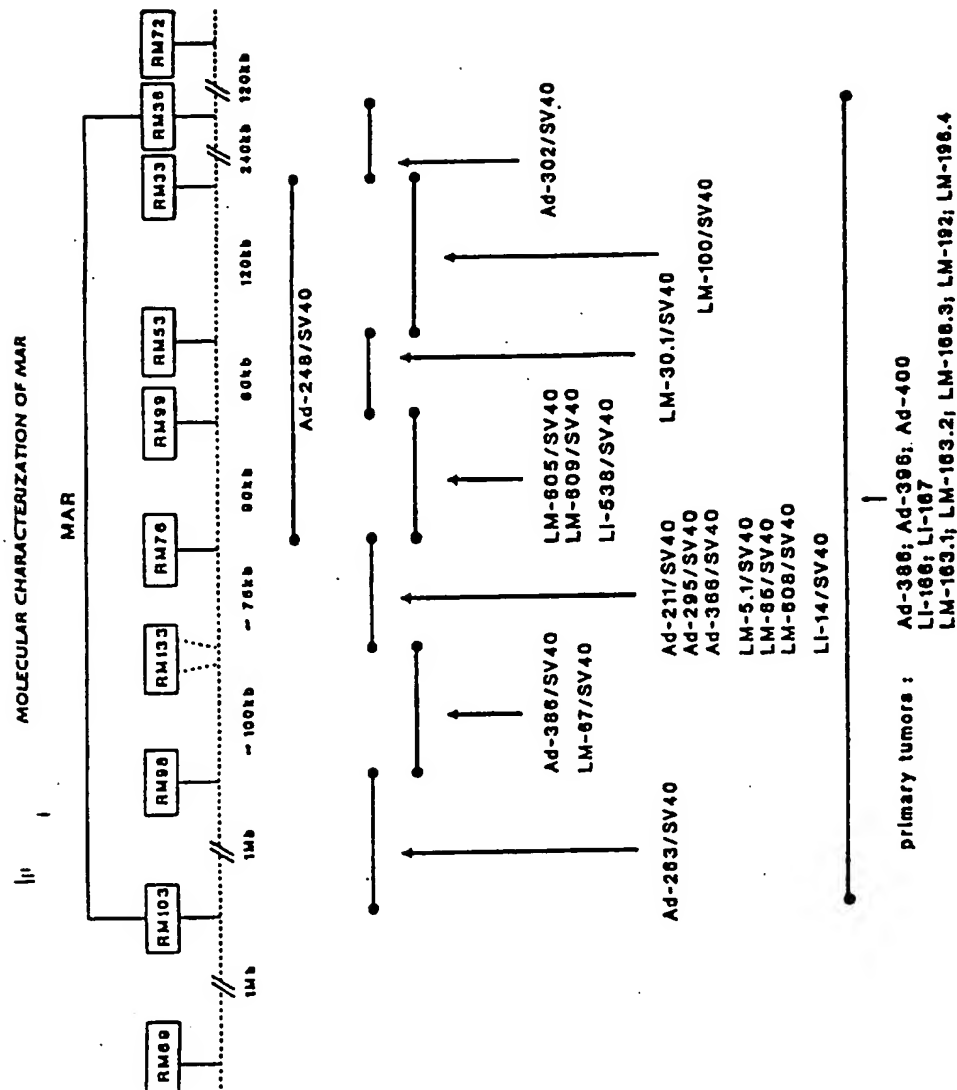 MOLECULAR CHARACTERIZATION OF MAR
MAR
RM69
RM103
RM98
RM133
RM76
RM99
RM53
RM33
RM36
RM72
1Mb
1Mb
~100kb
~75kb
90kb
60kb
120kb
240kb
120kb
Ad-248/SV40
Ad-263/SV40
Ad-386/SV40
LM-67/SV40
Ad-211/SV40
Ad-295/SV40
Ad-366/SV40
LM-5.1/SV40
LM-65/SV40
LM-608/SV40
LI-14/SV40
LM-605/SV40
LM-609/SV40
LI-538/SV40
LM-30.1/SV40
LM-100/SV40
Ad-302/SV40
primary tumors : Ad-386; Ad-396; Ad-400
LI-166; LI-167
LM-163.1; LM-163.2; LM-168.3; LM-192; LM-196.4